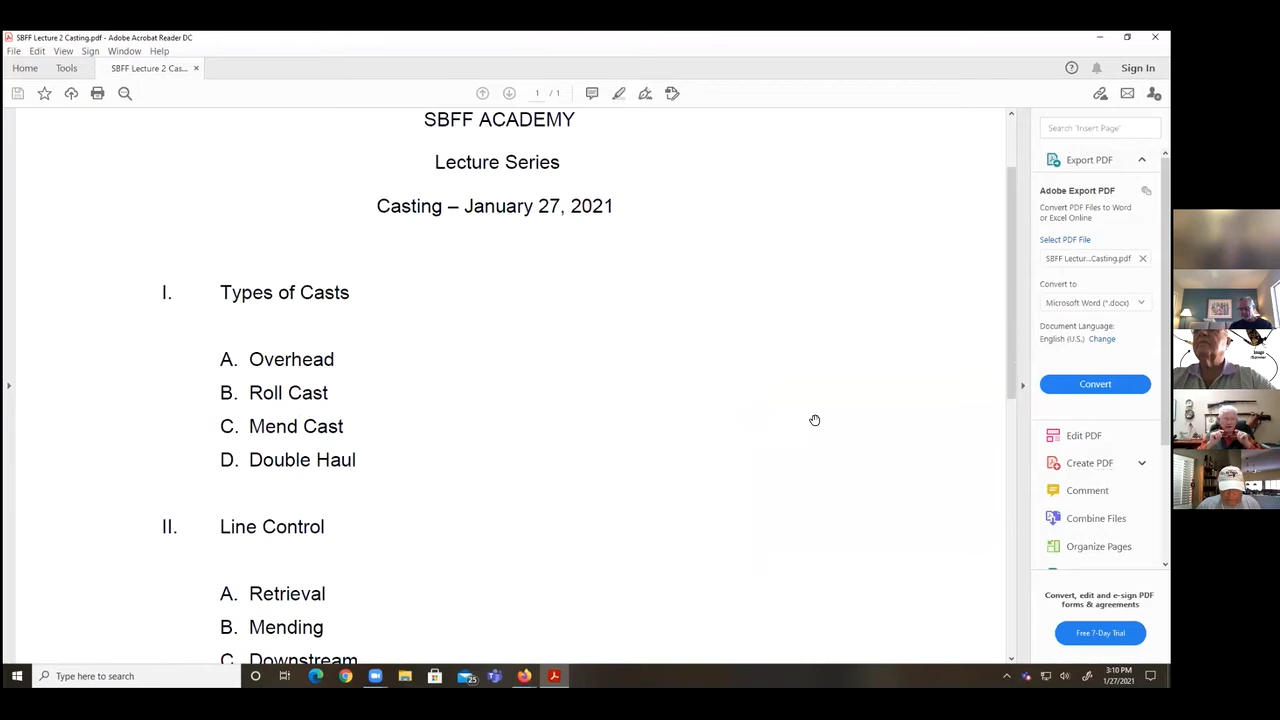 SBFF Lecture 2 Casting.pdf - Adobe Acrobat Reader DC
File Edit View Sign Window Help
Home Tools SBFF Lecture 2 Cas... × Sign In
1 / 1
SBFF ACADEMY
Lecture Series
Casting – January 27, 2021
I. Types of Casts
A. Overhead
B. Roll Cast
C. Mend Cast
D. Double Haul
II. Line Control
A. Retrieval
B. Mending
C. Downstream
Search 'Insert Page'
Export PDF
Adobe Export PDF
Convert PDF Files to Word
or Excel Online
Select PDF File
SBFF Lectur...Casting.pdf
Convert to
Microsoft Word (*.docx)
Document Language:
English (U.S.) Change
Convert
Edit PDF
Create PDF
Comment
Combine Files
Organize Pages
Convert, edit and e-sign PDF
forms & agreements
Free 7-Day Trial
Type here to search
25
3:10 PM
1/27/2021